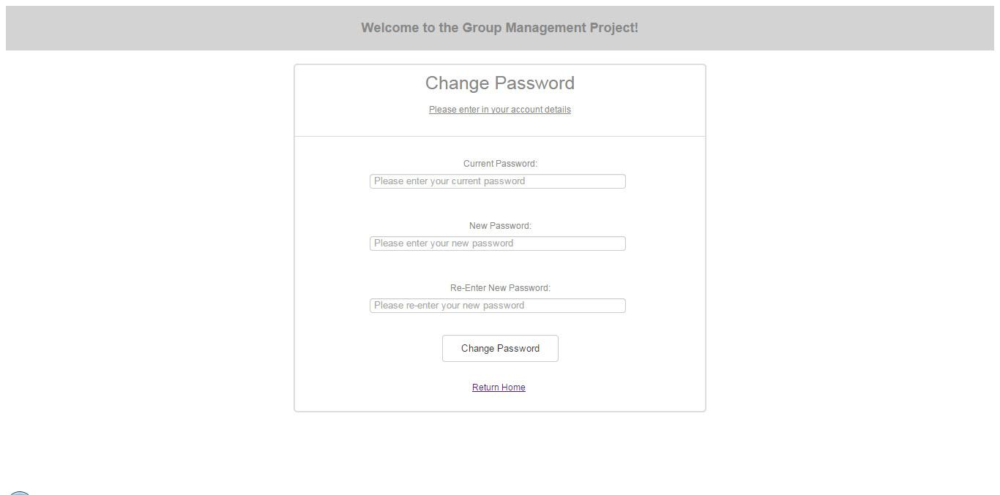 Welcome to the Group Management Project!
Change Password
Please enter in your account details
Current Password:
Please enter your current password
New Password:
Please enter your new password
Re-Enter New Password:
Please re-enter your new password
Change Password
Return Home